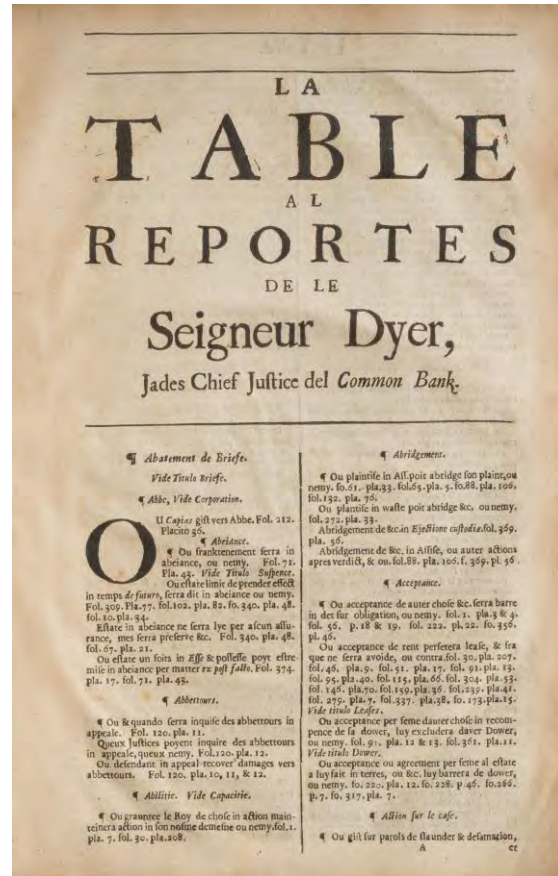 LA
TABLE
AL
REPORTES
DE LE
Seigneur Dyer,
Jades Chief Justice del Common Bank.
¶ Abatement de Briefe.
Vide Titulo Briefe.
¶ Abbe, Vide Corporation.
OU Capias gist vers Abbe. Fol. 212.
Placito 36.
¶ Abeiance.
¶ Ou franktenement serra in
abeiance, ou nemy. Fol. 71.
Pla. 43. Vide Titulo Suspence.
Ou estate limit de prender effect
in temps de futuro, serra dit in abeiance ou nemy.
Fol. 309. Pla. 77. fol. 102. pla. 82. fo. 340. pla. 48.
fol. 10. pla. 34.
Estate in abeiance ne serra lye per ascun assu-
rance, mes serra preserve &c. Fol. 340. pla. 48.
fol. 67. pla. 21.
Ou estate un foits in Esse & possesse poyt estre
mise in abeiance per matter ex post facto. Fol. 374.
pla. 17. fol. 71. pla. 43.
¶ Abbettours.
¶ Ou & quando serra inquise des abbettours in
appeale. Fol. 120. pla. 11.
Queux Justices poyent inquire des abbettours
in appeale, queux nemy. Fol. 120. pla. 12.
Ou defendant in appeal recover damages vers
abbettours. Fol. 120. pla. 10, 11, & 12.
¶ Abilitie. Vide Capacitie.
¶ Ou grauntee le Roy de chose in action main-
teinera action in son nosme demesne ou nemy. fol. 1.
pla. 7. fol. 30. pla. 208.
¶ Abridgement.
¶ Ou plaintife in Ass. poit abridge son plaint, ou
nemy. fo. 61. pla. 33. fol. 65. pla. 5. fo. 88. pla. 106.
fol. 132. pla. 76.
Ou plantife in waste poit abridge &c. ou nemy.
fol. 272. pla. 33.
Abridgement de &c. in Ejectione custodiæ. fol. 369.
pla. 56.
Abridgement de &c. in Assise, ou auter actions
apres verdict, & ou. fol. 88. pla. 106. f. 369. pl. 56.
¶ Acceptance.
¶ Ou acceptance de auter chose &c. serra barre
in det sur obligation, ou nemy. fol. 1. pla. 3 & 4.
fol. 56. p. 18 & 19. fol. 222. pl. 22. fo. 356.
pl. 46.
Ou acceptance de rent perferera lease, & fra
que ne serra avoide, ou contra. fol. 30. pla. 207.
fol. 46. pla. 9. fol. 51. pla. 17. fol. 91. pla. 13.
fol. 95. pla. 40. fol. 115. pla. 66. fol. 304. pla. 53.
fol. 146. pla. 70. fol. 159. pla. 36. fol. 239. pla. 41.
fol. 279. pla. 7. fol. 337. pla. 38. fo. 173. pla. 15.
Vide titulo Leases.
Ou acceptance per feme dauter chose in recom-
pence de sa dower, luy excludera daver Dower,
ou nemy. fol. 91. pla. 12 & 13. fol. 361. pla. 11.
Vide titulo Dower.
Ou acceptance ou agreement per feme al estate
a luy fait in terres, ou &c. luy barrera de dower,
ou nemy. fo. 220. pla. 12. fo. 228. p. 46. fo. 266.
p. 7. fo. 317. pla. 7.
¶ Action sur le case.
¶ Ou gist sur parols de slaunder & defamation,
A
et